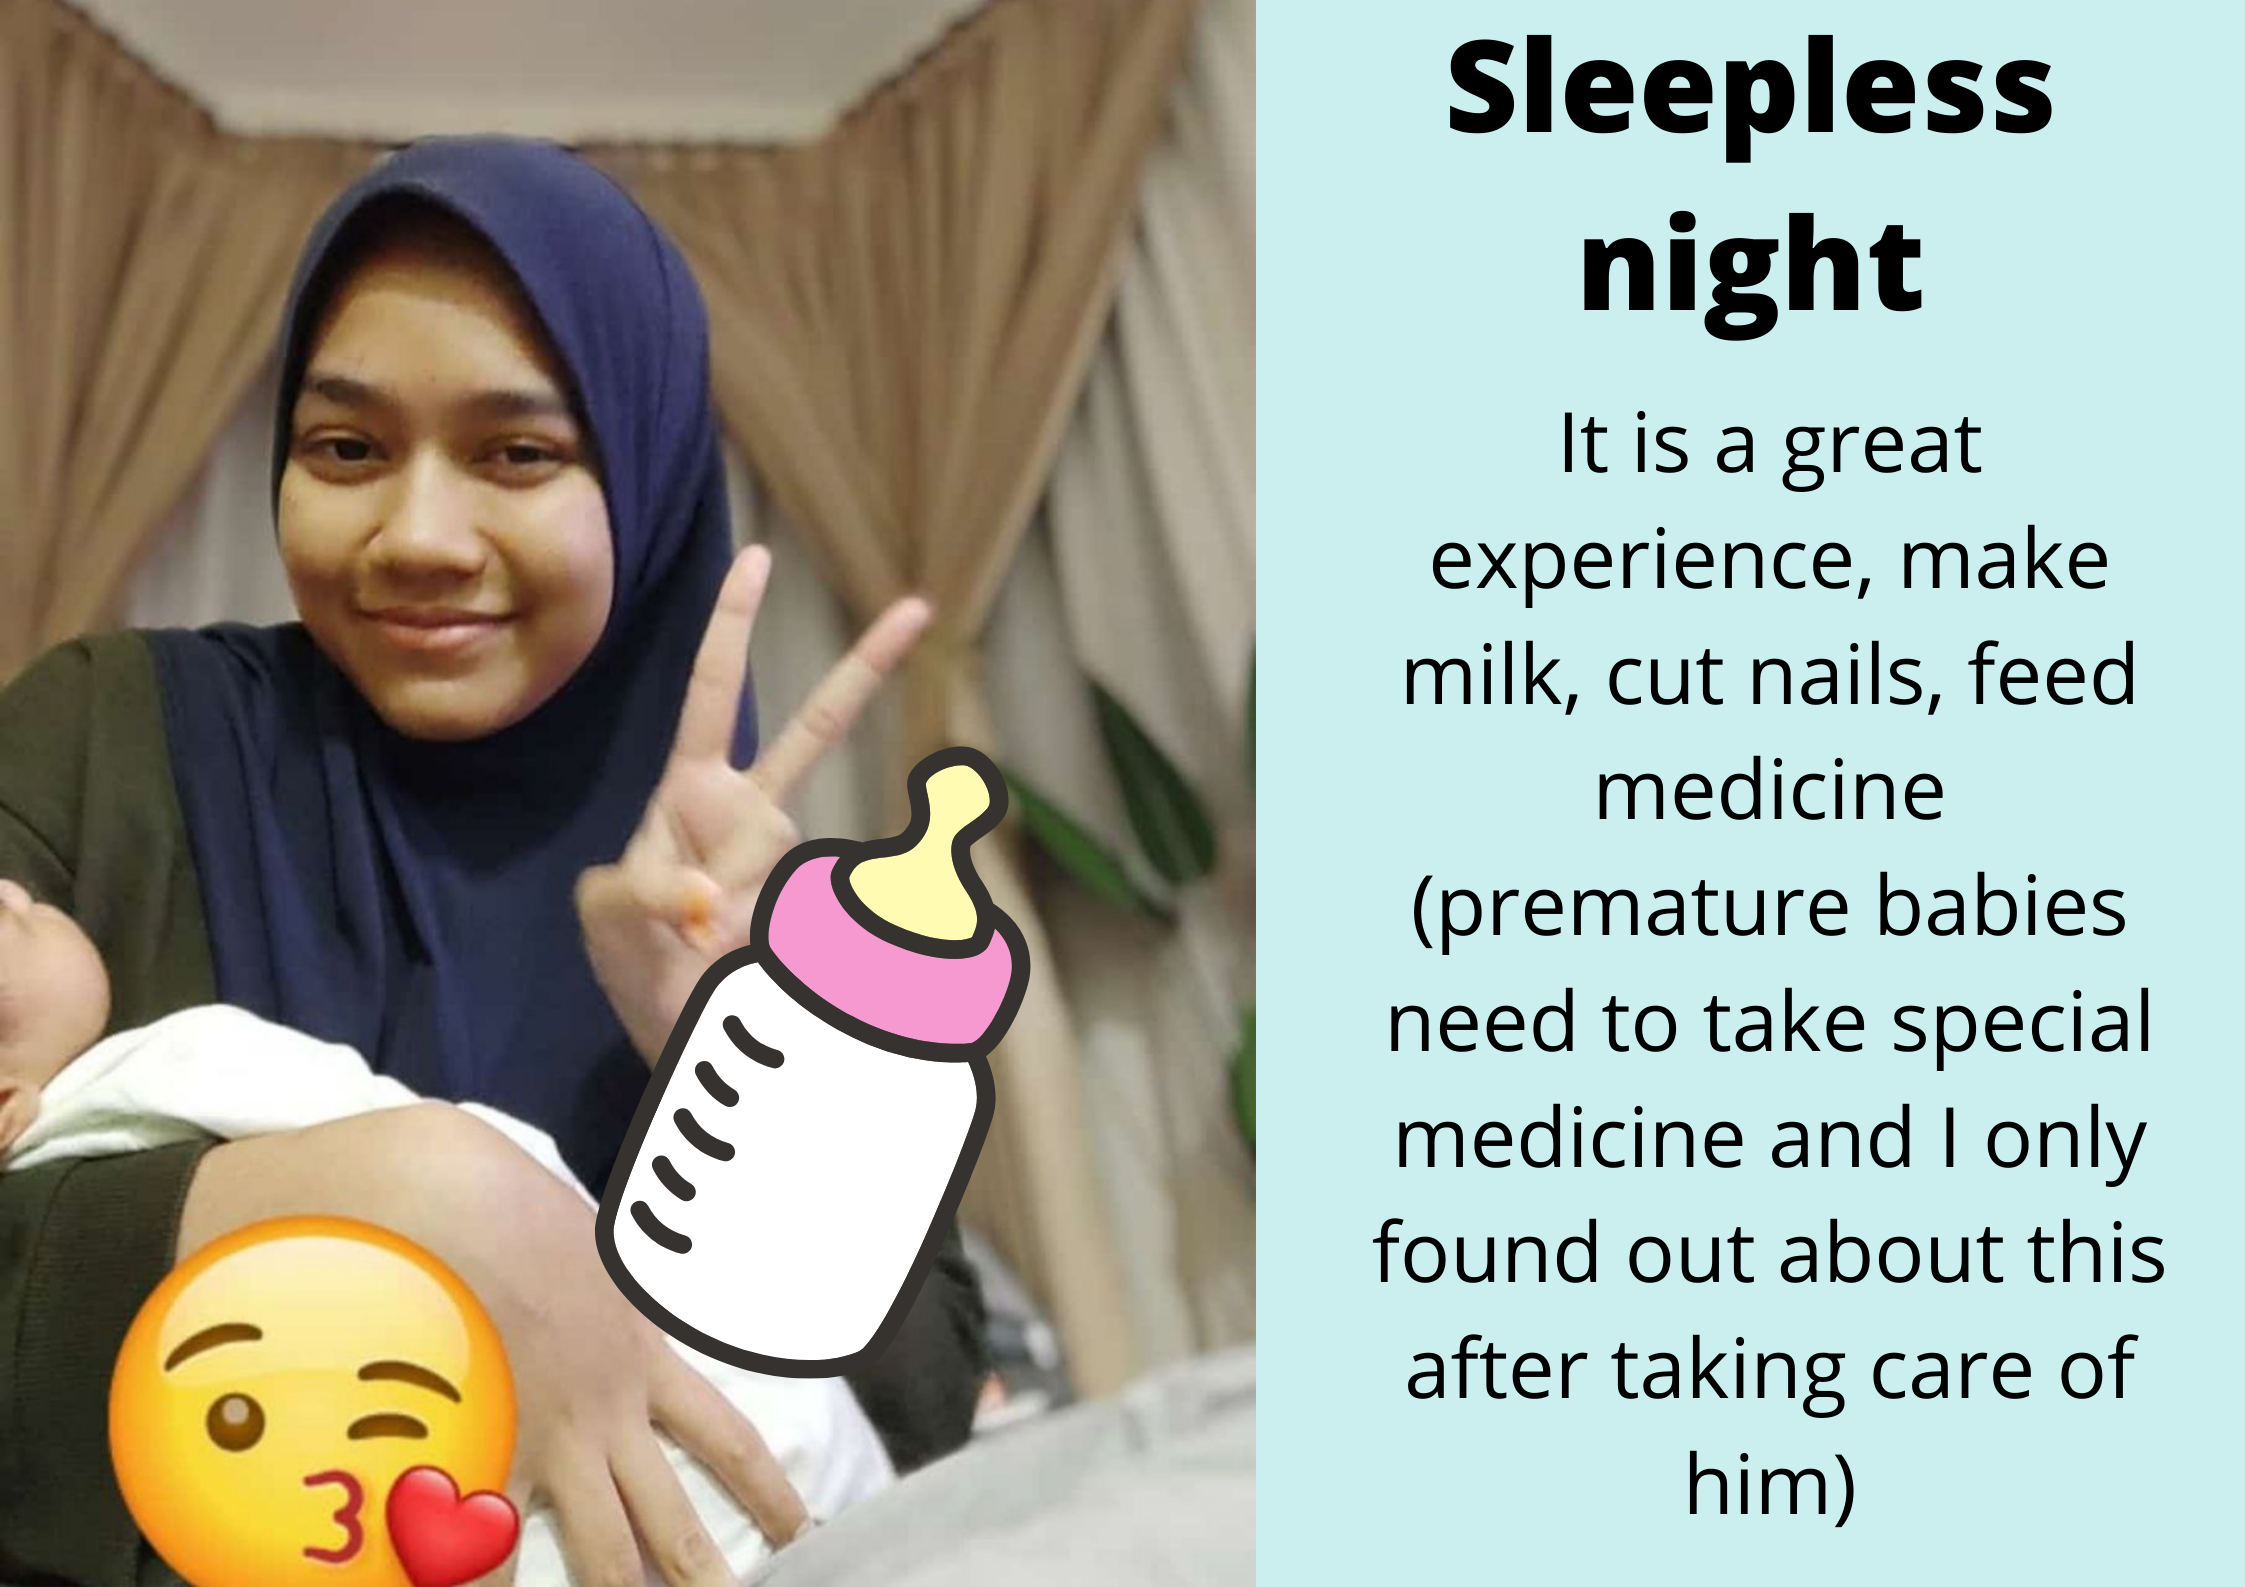 Sleepless
night
It is a great
experience, make
milk, cut nails, feed
medicine
(premature babies
need to take special
medicine and I only
found out about this
after taking care of
him)